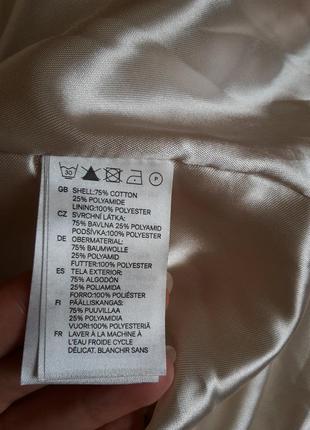 30 P
GB SHELL:75% COTTON
25% POLYAMIDE
LINING:100% POLYESTER
CZ SVRCHNÍ LÁTKA:
75% BAVLNA 25% POLYAMID
PODŠÍVKA:100% POLYESTER
DE OBERMATERIAL:
75% BAUMWOLLE
25% POLYAMID
FUTTER:100% POLYESTER
ES TELA EXTERIOR:
75% ALGODÓN
25% POLIAMIDA
FORRO:100% POLIÉSTER
FI PÄÄLLISKANGAS:
75% PUUVILLAA
25% POLYAMIDIA
VUORI:100% POLYESTERIÄ
FR LAVER À LA MACHINE À
L'EAU FROIDE CYCLE
DÉLICAT. BLANCHIR SANS